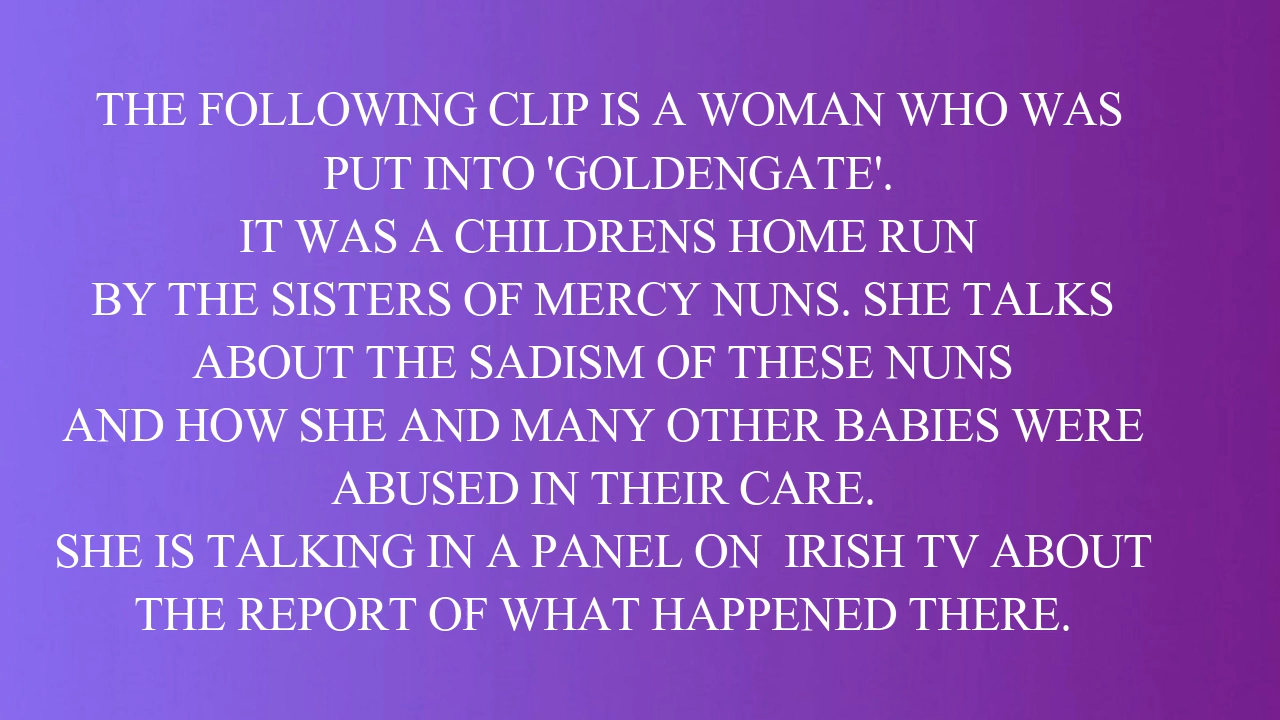 THE FOLLOWING CLIP IS A WOMAN WHO WAS
PUT INTO 'GOLDENGATE'.
IT WAS A CHILDRENS HOME RUN
BY THE SISTERS OF MERCY NUNS. SHE TALKS
ABOUT THE SADISM OF THESE NUNS
AND HOW SHE AND MANY OTHER BABIES WERE
ABUSED IN THEIR CARE.
SHE IS TALKING IN A PANEL ON  IRISH TV ABOUT
THE REPORT OF WHAT HAPPENED THERE.